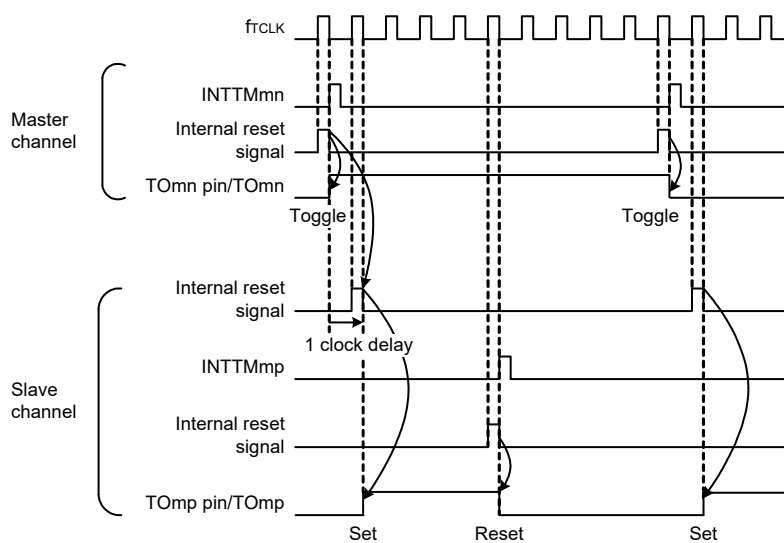 fTCLK
INTTMmn
Master
channel
Internal reset
signal
TOmn pin/TOmn
Toggle
Toggle
Internal reset
signal
1 clock delay
INTTMmp
Slave
channel
Internal reset
signal
TOmp pin/TOmp
Set
Reset
Set